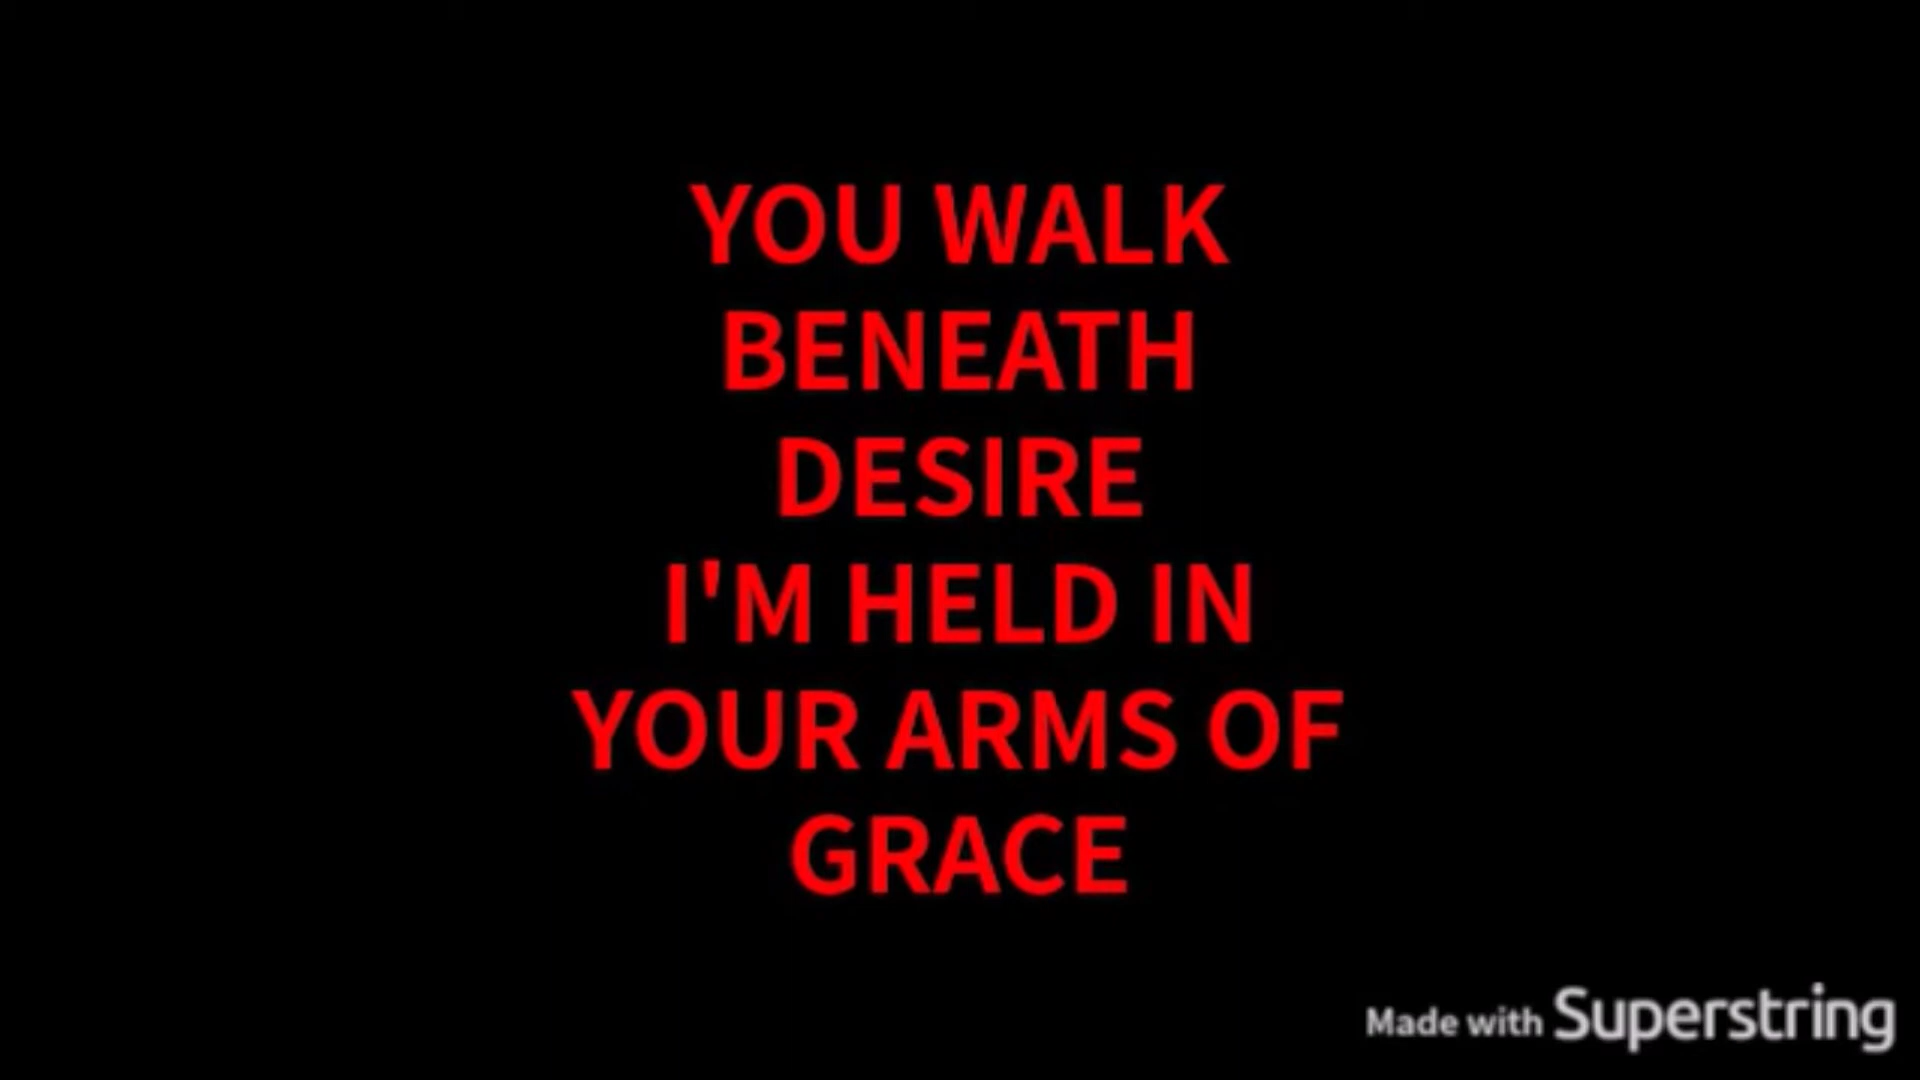 YOU WALK
BENEATH
DESIRE
I'M HELD IN
YOUR ARMS OF
GRACE
Made with Superstring